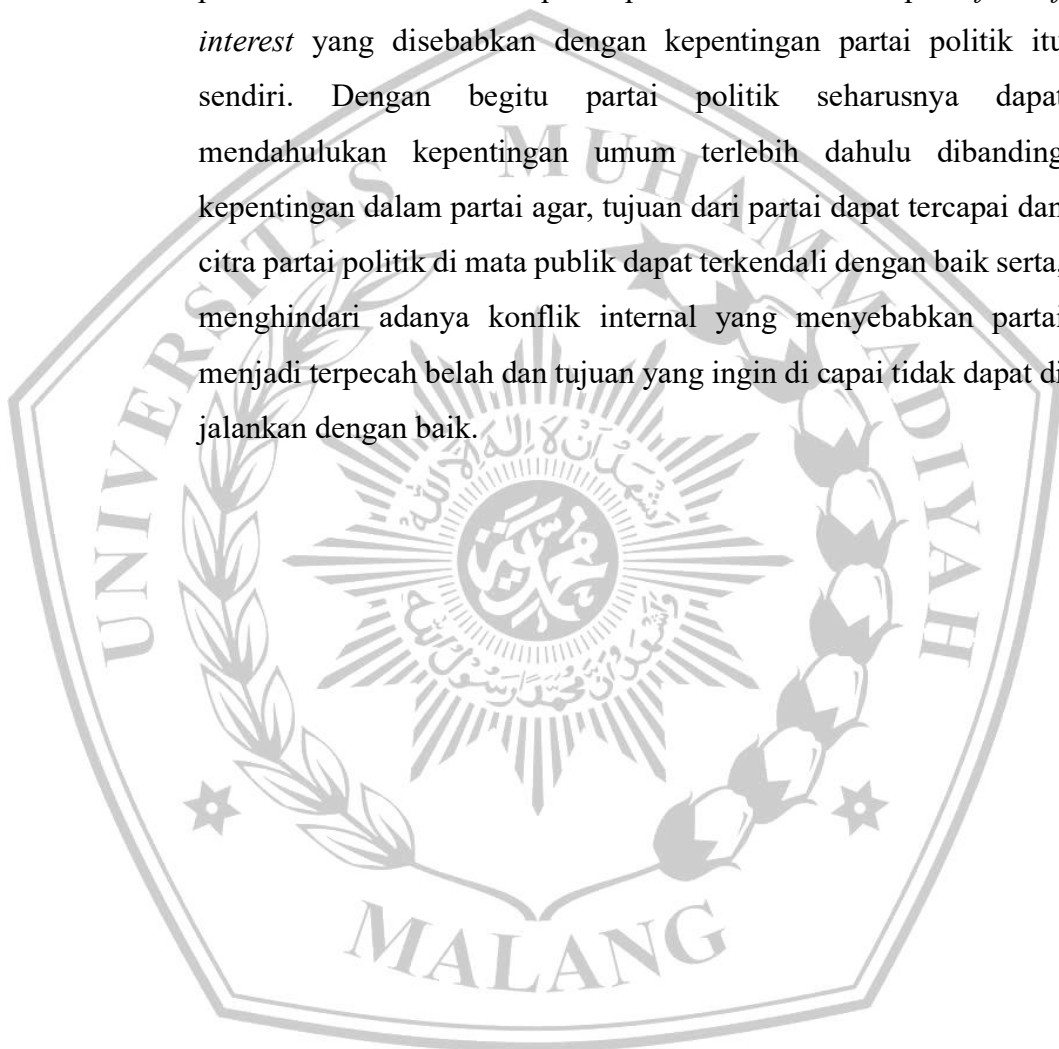 interest yang disebabkan dengan kepentingan partai politik itu
sendiri. Dengan begitu partai politik seharusnya dapat
mendahulukan kepentingan umum terlebih dahulu dibanding
kepentingan dalam partai agar, tujuan dari partai dapat tercapai dan
citra partai politik di mata publik dapat terkendali dengan baik serta,
menghindari adanya konflik internal yang menyebabkan partai
menjadi terpecah belah dan tujuan yang ingin di capai tidak dapat di
jalankan dengan baik.
UNIVERSITAS MUHAMMADIYAH
MALANG